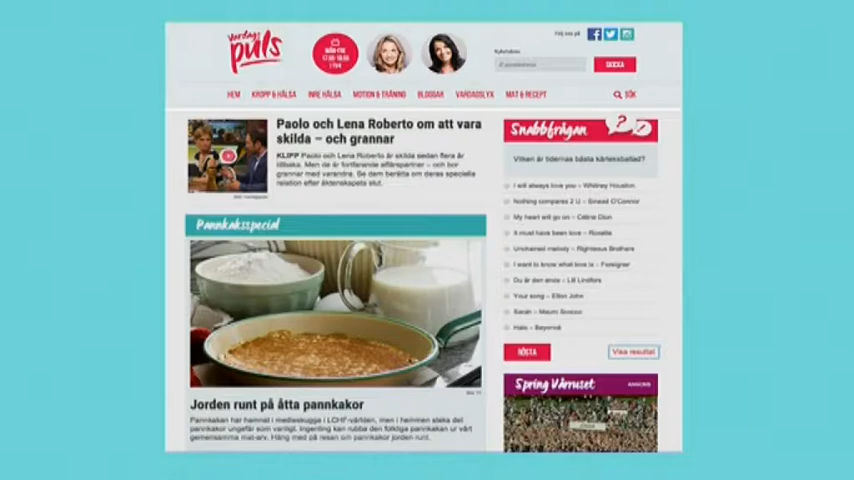 Vardags
puls
MÅN-FRE
17.00-18.00
I TV4
Följ oss på
Nyhetsbrev
SKICKA
HEM KROPP & HÄLSA INRE HÄLSA MOTION & TRÄNING BLOGGAR VARDAGSLYX MAT & RECEPT SÖK
Paolo och Lena Roberto om att vara
skilda – och grannar
KLIPP Paolo och Lena Roberto är skilda sedan flera år
tillbaka. Men de är fortfarande affärspartner – och bor
grannar med varandra. Se dem berätta om deras speciella
relation efter äktenskapets slut.
Snabbfrågan
Vilken är tidernas bästa kärleksballad?
I will always love you – Whitney Houston
Nothing compares 2 U – Sinead O'Connor
My heart will go on – Celine Dion
It must have been love – Roxette
Unchained melody – Righteous Brothers
I want to know what love is – Foreigner
Du är den ende – Lill Lindfors
Your song – Elton John
Sarah – Mauro Scocco
Halo – Beyoncé
RÖSTA Visa resultat
Pannkaksspecial
Jorden runt på åtta pannkakor
Pannkakan har hamnat i medieskugga i LCHF-världen, men i hemmen steks det
pannkakor ungefär som vanligt. Ingenting kan rubba den folkliga pannkakan ur vårt
gemensamma mat-arv. Häng med på resan om pannkakor jorden runt.
Spring Vårruset ANNONS